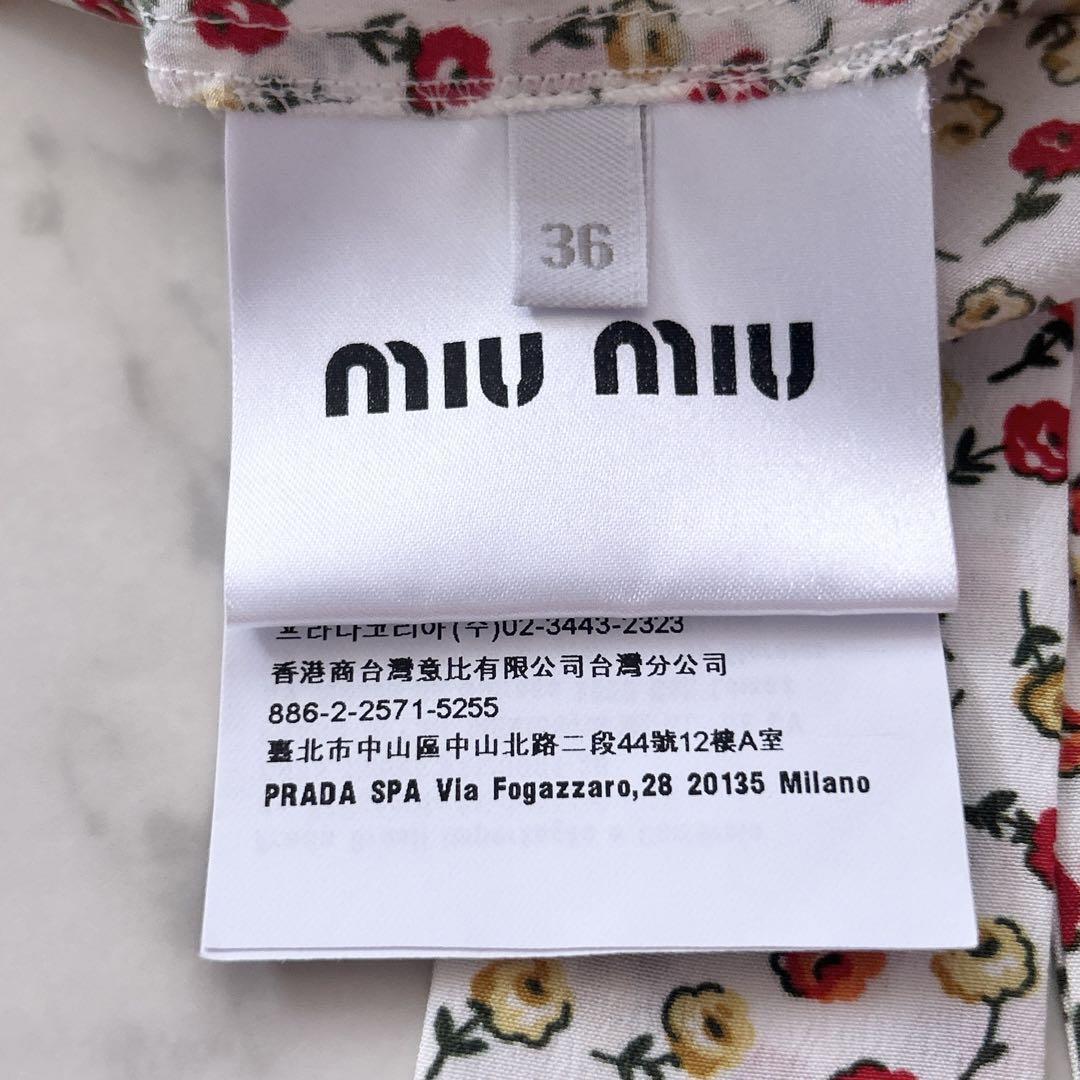 36
MIU MIU
프라다코리아(주)02-3443-2323
香港商台灣意比有限公司台灣分公司
886-2-2571-5255
臺北市中山區中山北路二段44號12樓A室
PRADA SPA Via Fogazzaro,28 20135 Milano